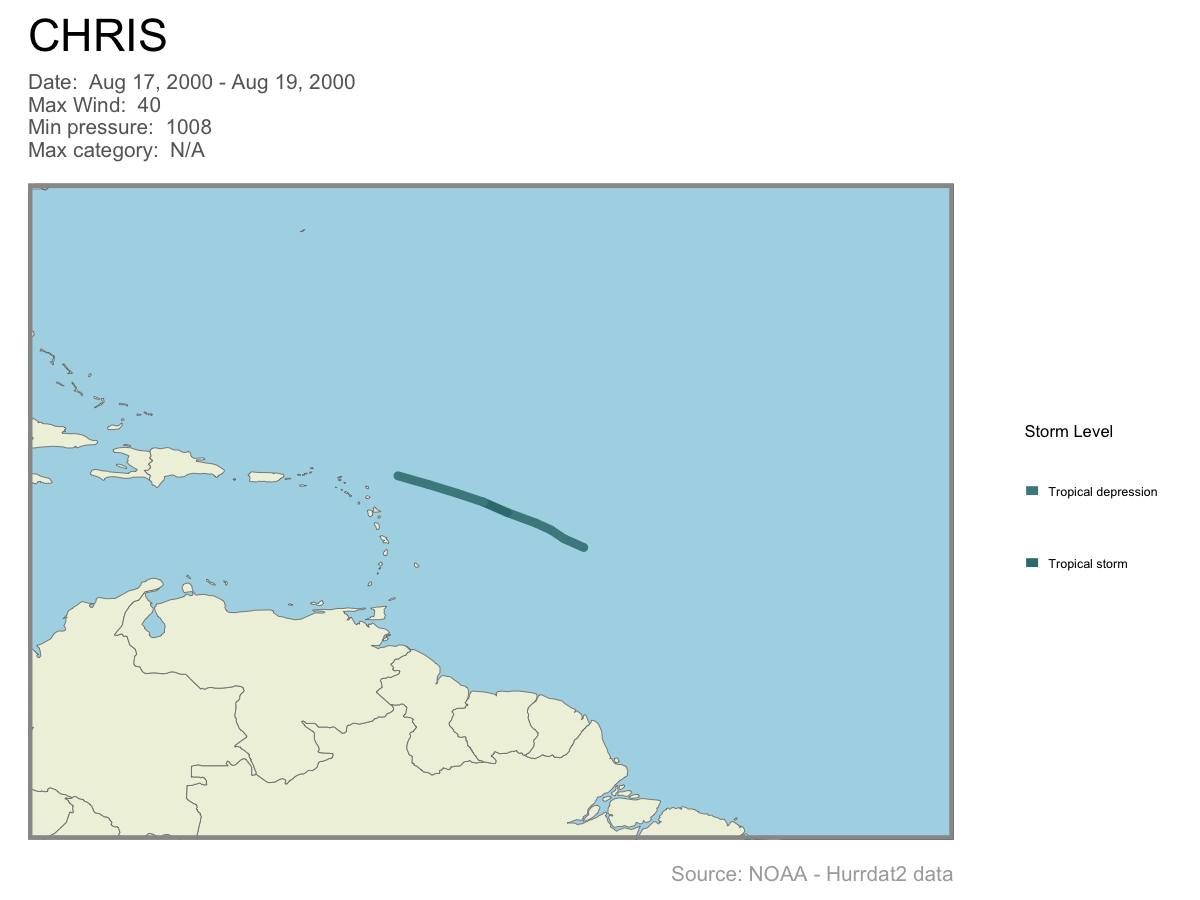 CHRIS
Date:  Aug 17, 2000 - Aug 19, 2000
Max Wind:  40
Min pressure:  1008
Max category:  N/A
Storm Level
Tropical depression
Tropical storm
Source: NOAA - Hurrdat2 data